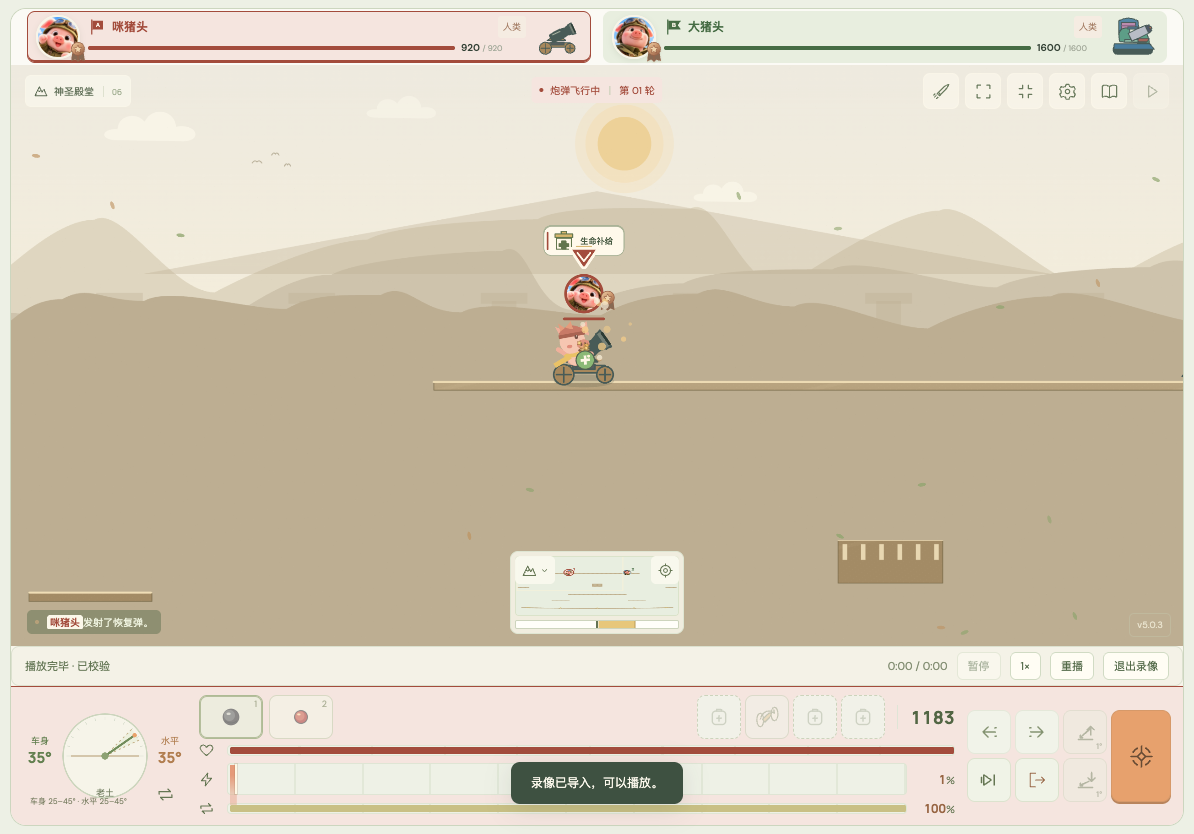 咪猪头
人类
920 / 920
大猪头
人类
1600 / 1600
神圣殿堂 06
炮弹飞行中 第 01 轮
生命补给
咪猪头 发射了恢复弹。
v5.0.3
播放完毕 · 已校验
0:00 / 0:00
暂停
1×
重播
退出录像
1
2
1183
车身
35°
水平
35°
老土
车身 25–45° · 水平 25–45°
1%
100%
1°
1°
录像已导入，可以播放。